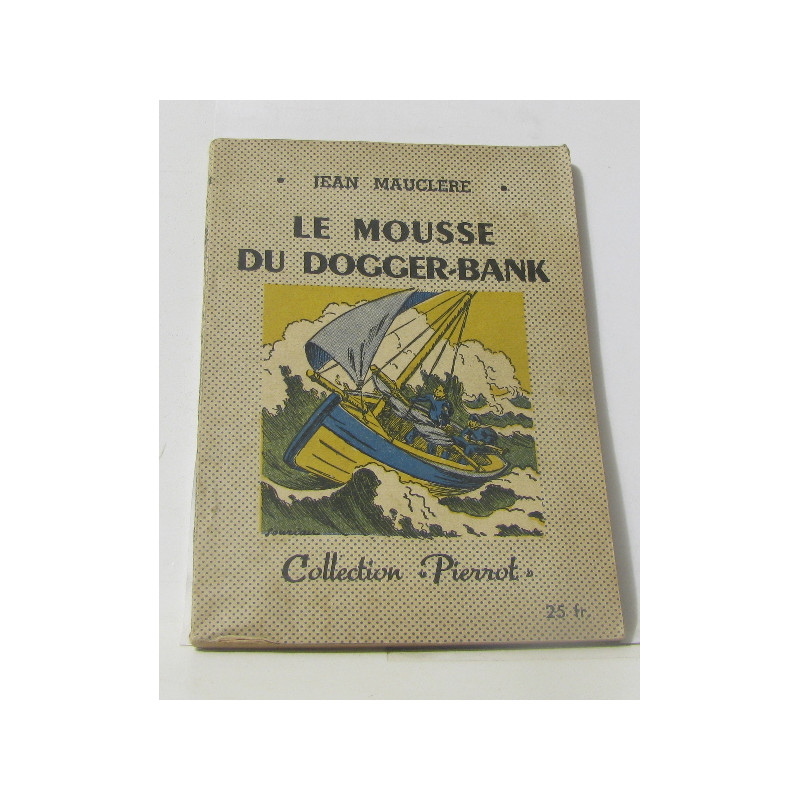 • JEAN MAUCLÈRE •
LE MOUSSE
DU DOGGER-BANK
Collection "Pierrot"
25 fr.